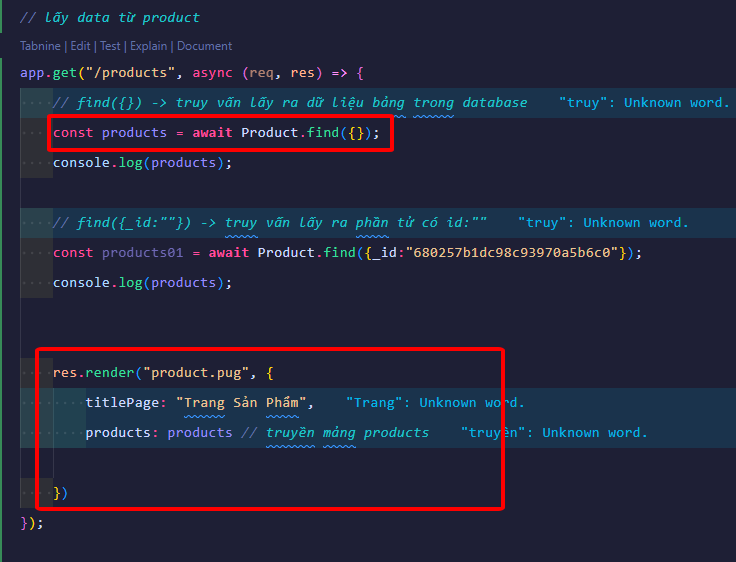 // lấy data từ product
Tabnine | Edit | Test | Explain | Document
app.get("/products", async (req, res) => {
// find({}) -> truy vấn lấy ra dữ liệu bảng trong database "truy": Unknown word.
const products = await Product.find({});
console.log(products);
// find({_id:""}) -> truy vấn lấy ra phần tử có id:"" "truy": Unknown word.
const products01 = await Product.find({_id:"680257b1dc98c93970a5b6c0"});
console.log(products);
res.render("product.pug", {
titlePage: "Trang Sản Phẩm", "Trang": Unknown word.
products: products // truyền mảng products "truyền": Unknown word.
})
});